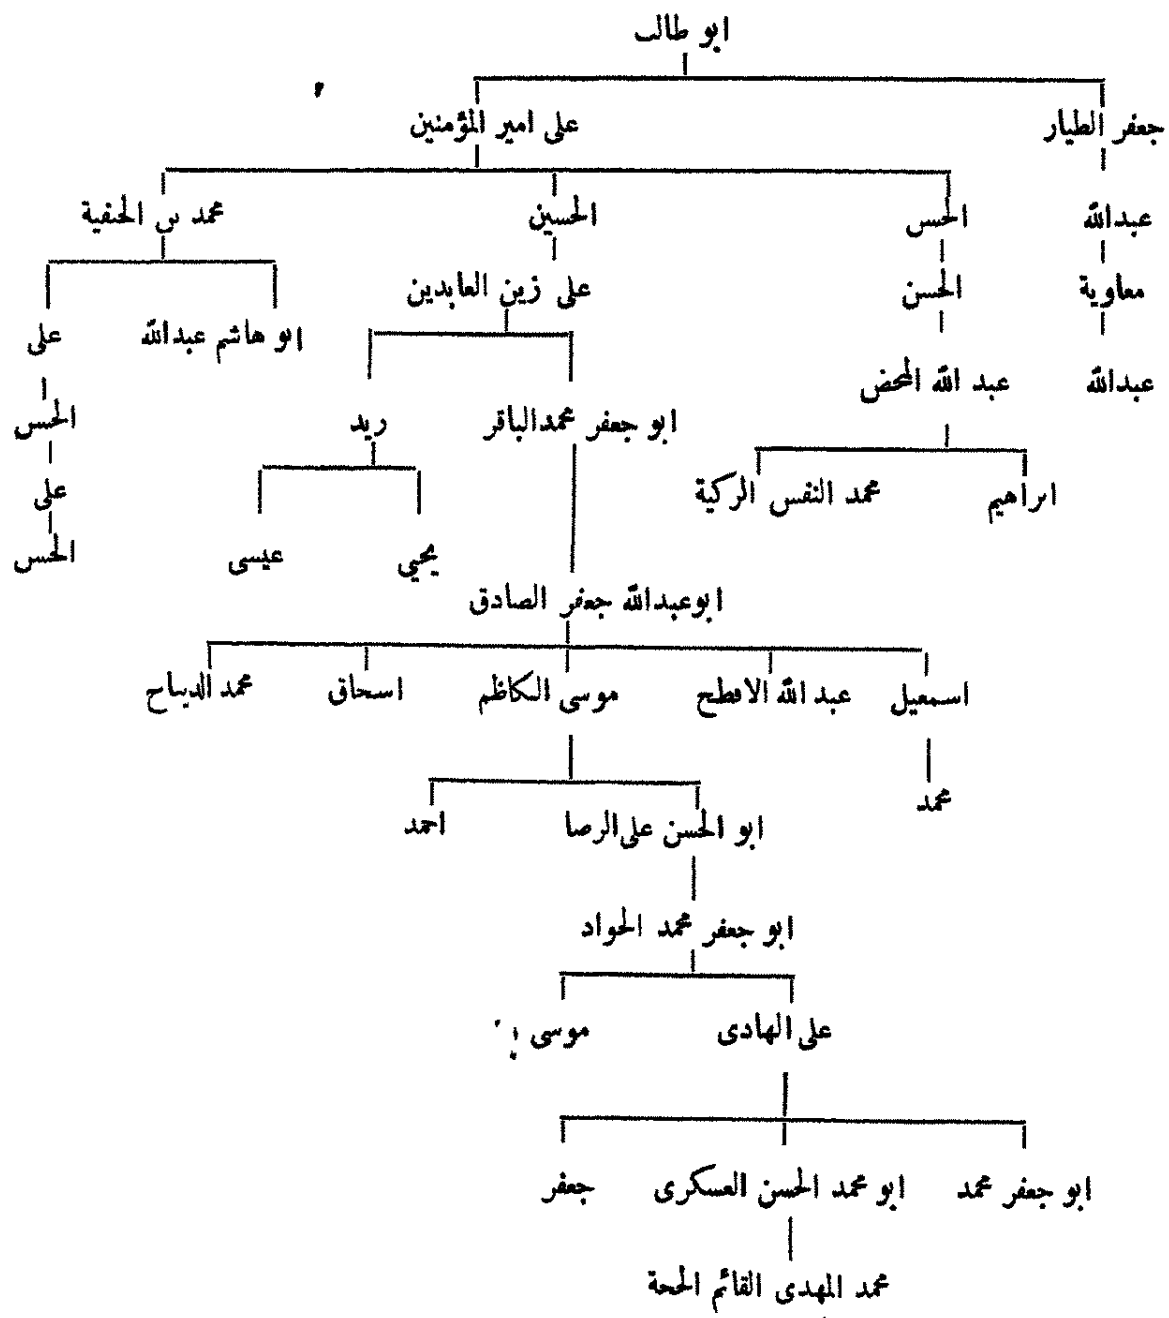 ابو طالب
جعفر الطيار على امير المؤمنين
عبدالله الحسن الحسين محمد بن الحنفية
معاوية الحسن على زين العابدين
ابو هاشم عبدالله على
عبدالله عبد الله المحض
ابو جعفر محمدالباقر زيد الحسن
ابراهيم محمد النفس الزكية على
يحيى عيسى الحسن
ابوعبدالله جعفر الصادق
اسمعيل عبد الله الافطح موسى الكاظم اسحاق محمد الديباج
محمد
ابو الحسن على الرضا احمد
ابو جعفر محمد الجواد
على الهادى موسى
ابو جعفر محمد ابو محمد الحسن العسكرى جعفر
محمد المهدى القائم الحجة